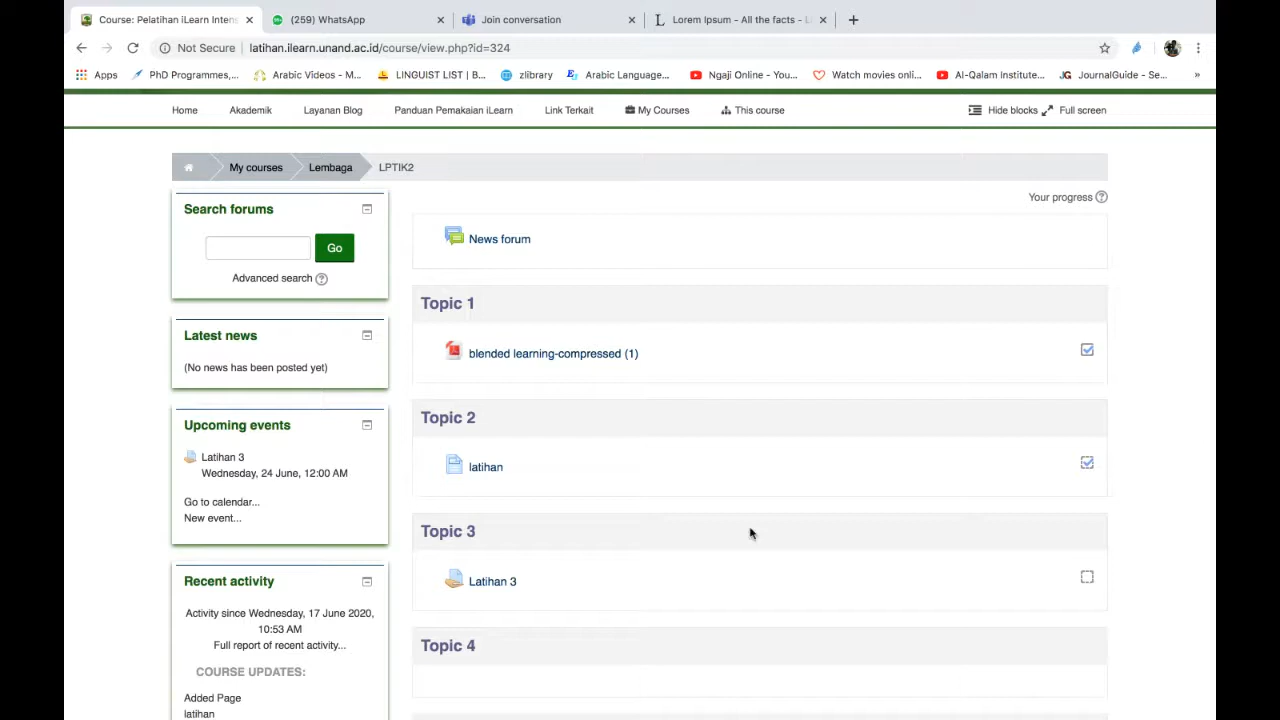 Course: Pelatihan iLearn Intens
(259) WhatsApp
Join conversation
Lorem Ipsum - All the facts - L
Not Secure
latihan.ilearn.unand.ac.id/course/view.php?id=324
Apps
PhD Programmes,...
Arabic Videos - M...
LINGUIST LIST | B...
zlibrary
Arabic Language,...
Ngaji Online - You...
Watch movies onli...
Al-Qalam Institute...
JournalGuide - Se...
»
Home
Akademik
Layanan Blog
Panduan Pemakaian iLearn
Link Terkait
My Courses
This course
Hide blocks
Full screen
My courses
Lembaga
LPTIK2
Search forums
Go
Advanced search
Latest news
(No news has been posted yet)
Upcoming events
Latihan 3
Wednesday, 24 June, 12:00 AM
Go to calendar...
New event...
Recent activity
Activity since Wednesday, 17 June 2020,
10:53 AM
Full report of recent activity...
COURSE UPDATES:
Added Page
latihan
Your progress
News forum
Topic 1
blended learning-compressed (1)
Topic 2
latihan
Topic 3
Latihan 3
Topic 4